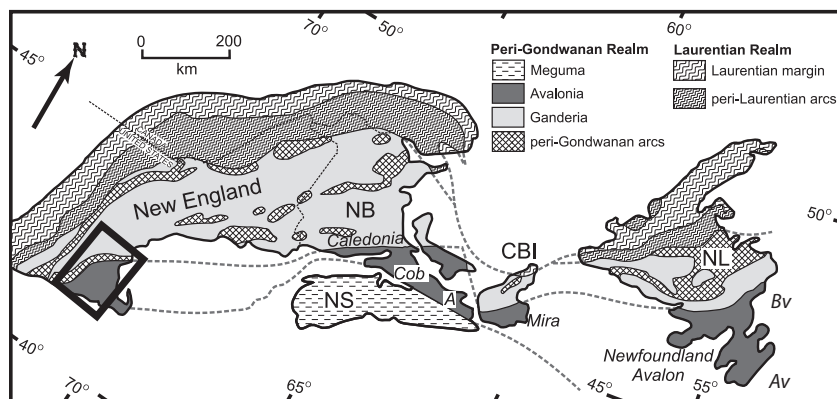 70°
50°
60°
45°
N
0
200
km
Peri-Gondwanan Realm
Meguma
Avalonia
Ganderia
peri-Gondwanan arcs
Laurentian Realm
Laurentian margin
peri-Laurentian arcs
New England
NB
Caledonia
Cob
A
NS
CBI
Mira
NL
Bv
Newfoundland
Avalon
Av
50°
40°
70°
65°
45°
55°